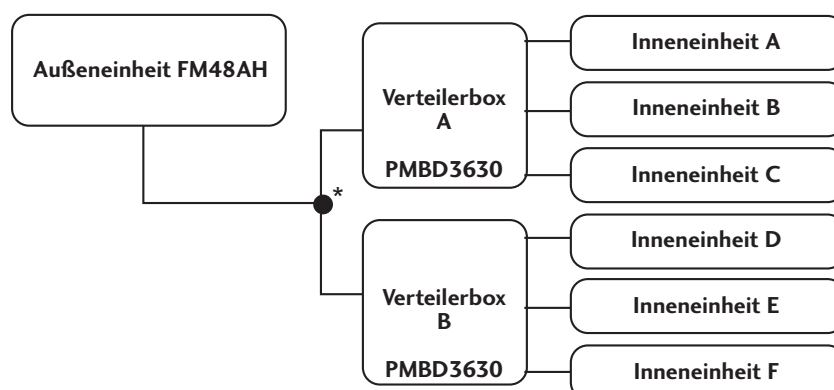 Außeneinheit FM48AH
*
Verteilerbox
A
PMBD3630
Inneneinheit A
Inneneinheit B
Inneneinheit C
Verteilerbox
B
PMBD3630
Inneneinheit D
Inneneinheit E
Inneneinheit F